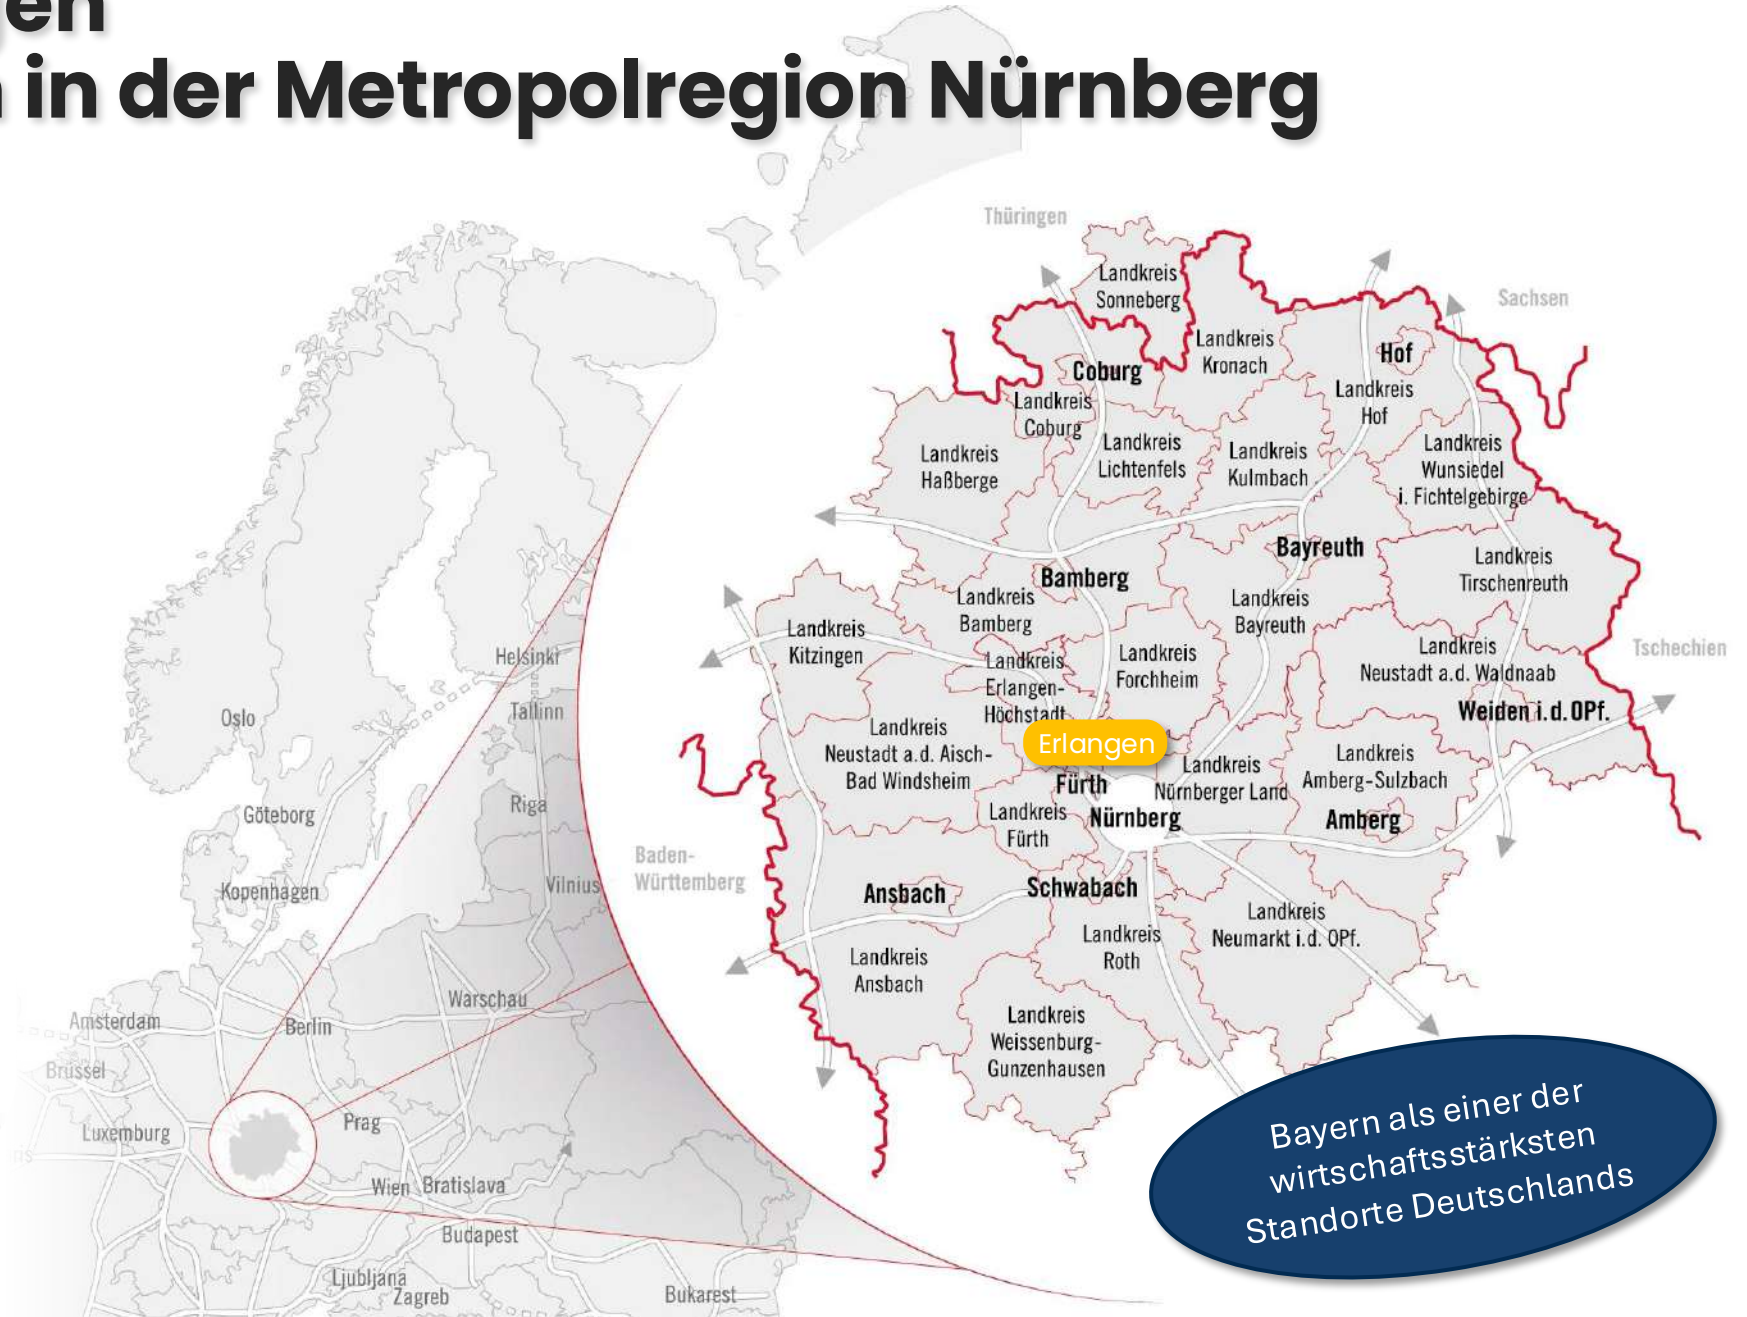 gen
in der Metropolregion Nürnberg
Thüringen
Sachsen
Tschechien
Baden-
Württemberg
Landkreis
Sonneberg
Landkreis
Kronach
Hof
Landkreis
Hof
Coburg
Landkreis
Coburg
Landkreis
Lichtenfels
Landkreis
Kulmbach
Landkreis
Wunsiedel
i. Fichtelgebirge
Landkreis
Haßberge
Bayreuth
Landkreis
Tirschenreuth
Bamberg
Landkreis
Bamberg
Landkreis
Bayreuth
Landkreis
Kitzingen
Landkreis
Erlangen-
Höchstadt
Landkreis
Forchheim
Landkreis
Neustadt a.d. Waldnaab
Weiden i.d.OPf.
Landkreis
Neustadt a.d. Aisch-
Bad Windsheim
Erlangen
Landkreis
Nürnberger Land
Landkreis
Amberg-Sulzbach
Fürth
Landkreis
Fürth
Nürnberg
Amberg
Ansbach
Schwabach
Landkreis
Neumarkt i.d. OPf.
Landkreis
Ansbach
Landkreis
Roth
Landkreis
Weissenburg-
Gunzenhausen
Helsinki
Oslo
Tallinn
Göteborg
Riga
Kopenhagen
Vilnius
Warschau
Amsterdam
Berlin
Brüssel
Luxemburg
Prag
Wien
Bratislava
Budapest
Ljubljana
Zagreb
Bukarest
Bayern als einer der
wirtschaftsstärksten
Standorte Deutschlands